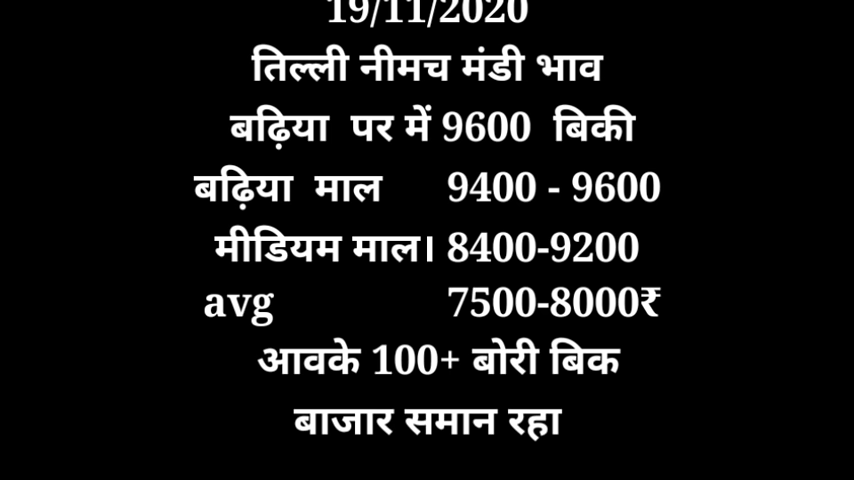 19/11/2020
तिल्ली नीमच मंडी भाव
बढ़िया पर में 9600 बिकी
बढ़िया माल 9400 - 9600
मीडियम माल। 8400-9200
avg 7500-8000₹
आवके 100+ बोरी बिक
बाजार समान रहा